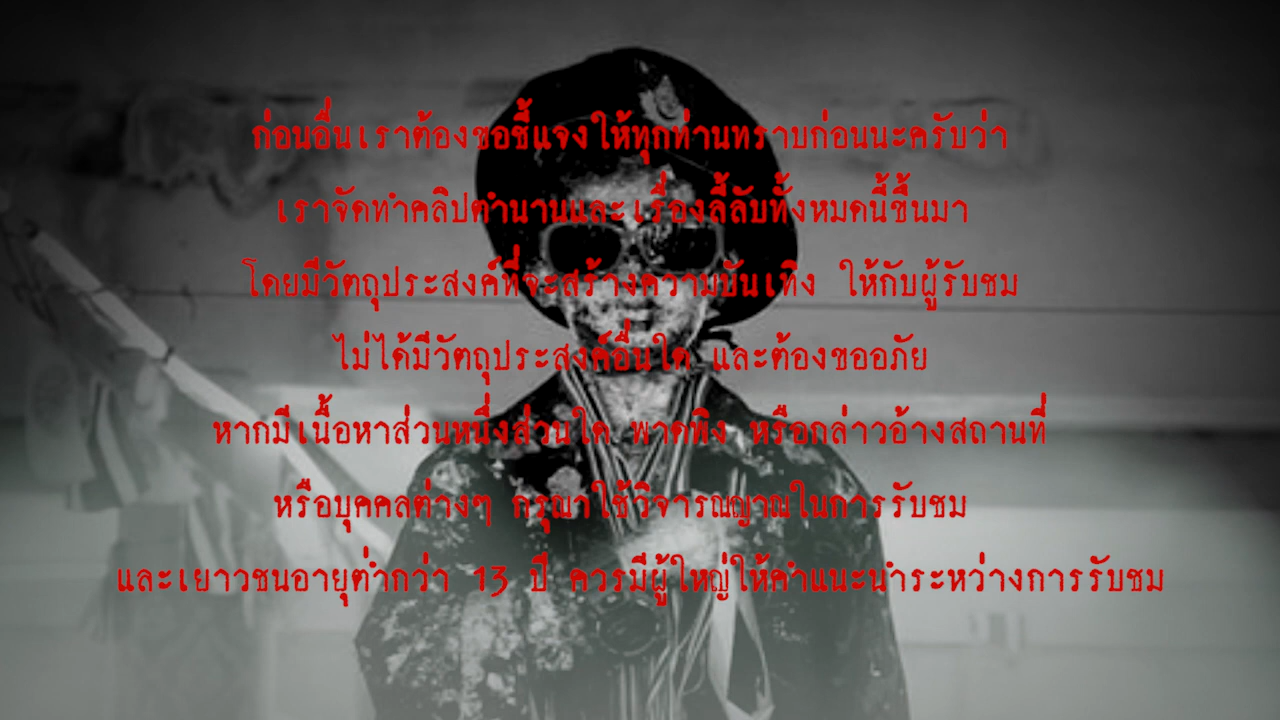 ก่อนอื่นเราต้องขอชี้แจงให้ทุกท่านทราบก่อนนะครับว่า
เราจัดทำคลิปตำนานและเรื่องลี้ลับทั้งหมดนี้ขึ้นมา
โดยมีวัตถุประสงค์ที่จะสร้างความบันเทิง ให้กับผู้รับชม
ไม่ได้มีวัตถุประสงค์อื่นใด และต้องขออภัย
หากมีเนื้อหาส่วนหนึ่งส่วนใด พาดพิง หรือกล่าวอ้างสถานที่
หรือบุคคลต่างๆ กรุณาใช้วิจารณญาณในการรับชม
และเยาวชนอายุต่ำกว่า 13 ปี ควรมีผู้ใหญ่ให้คำแนะนำระหว่างการรับชม